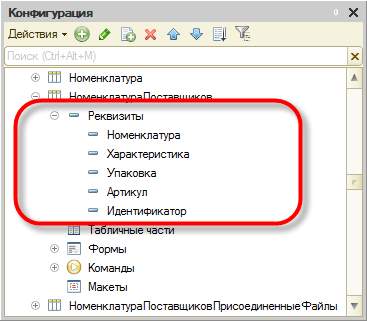 Конфигурация
Действия
Поиск (Ctrl+Alt+M)
Номенклатура
НоменклатураПоставщиков
Реквизиты
Номенклатура
Характеристика
Упаковка
Артикул
Идентификатор
Табличные части
Формы
Команды
Макеты
НоменклатураПоставщиковПрисоединенныеФайлы